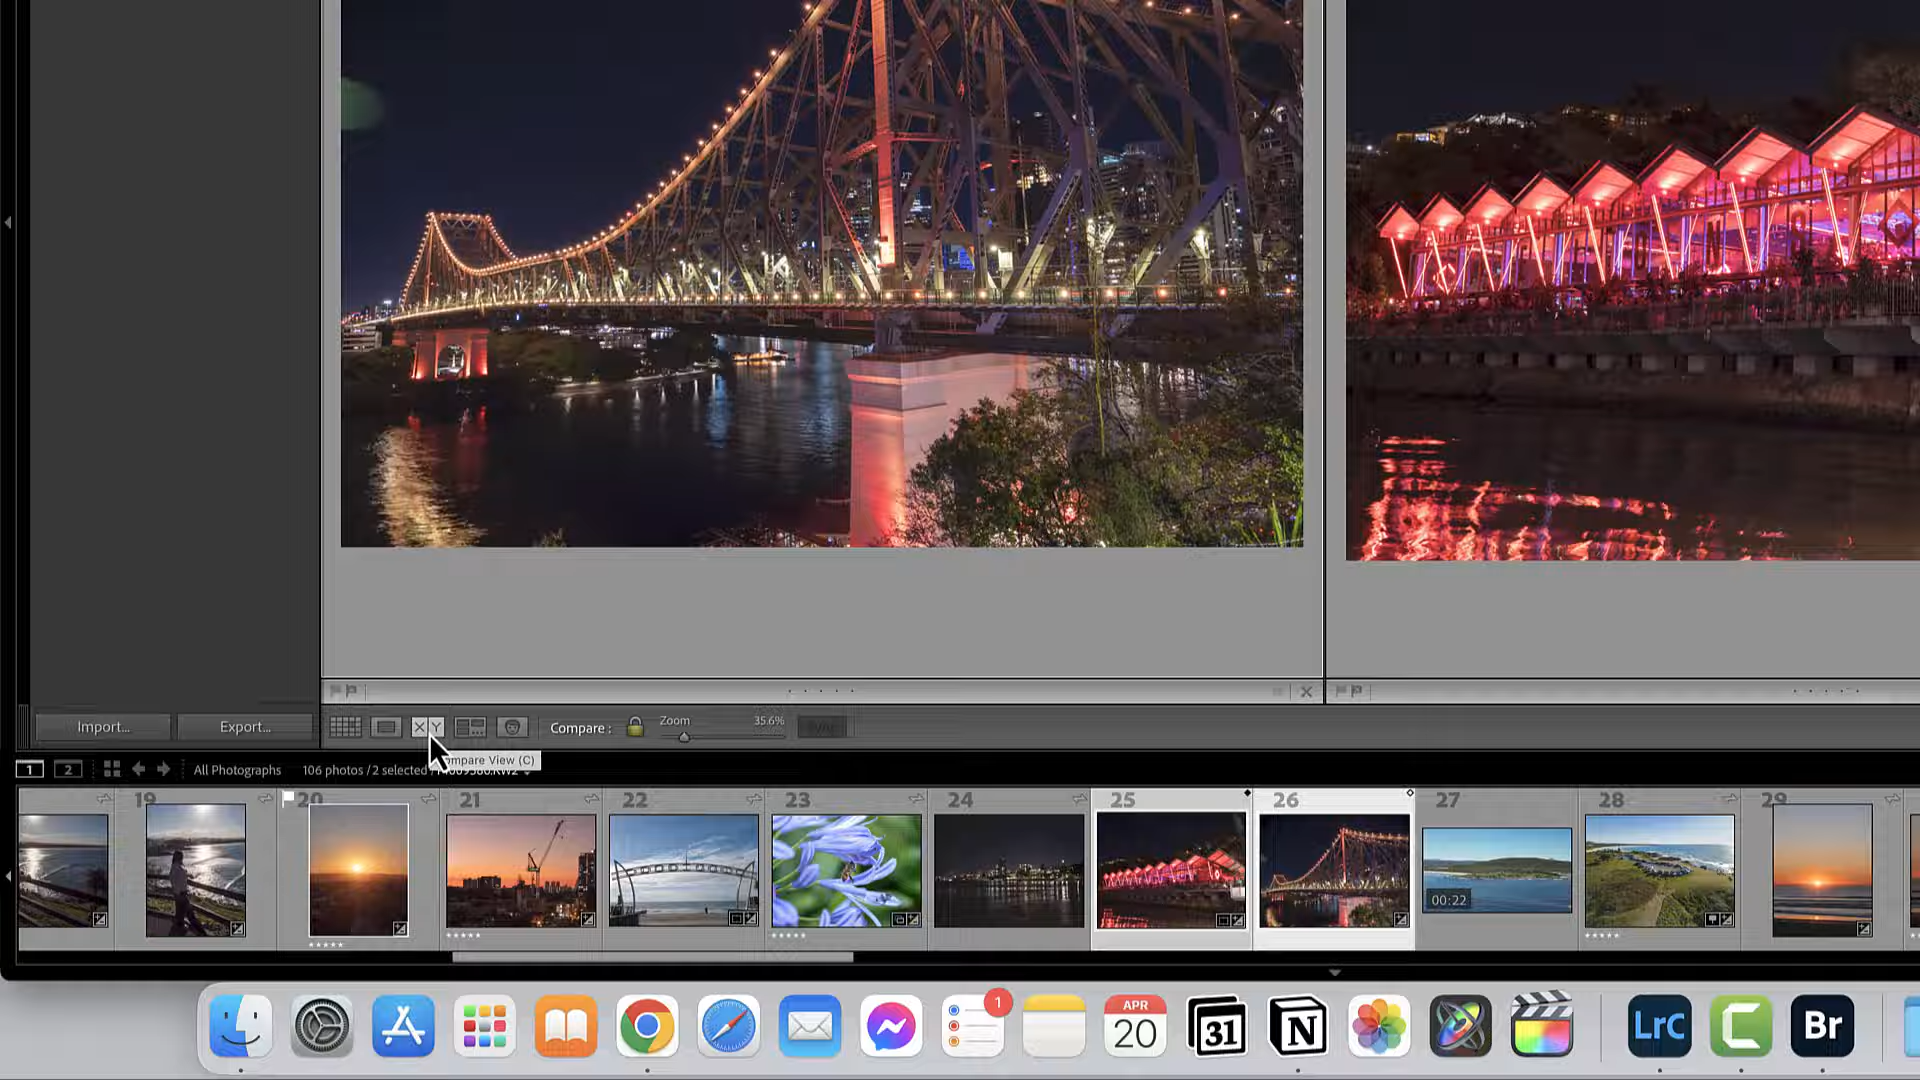 Import...
Export...
X Y
Compare :
Zoom
35.6%
ompare View (C)
1
2
All Photographs
106 photos / 2 selected /
19
20
21
22
23
24
25
26
27
28
29
00:22
1
APR
20
31
N
LrC
C
Br